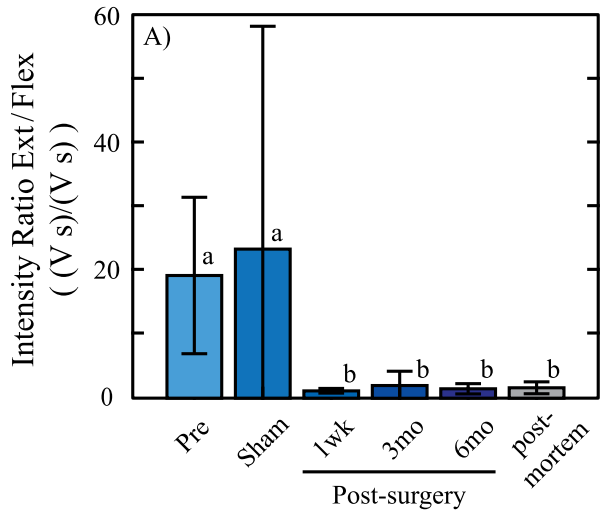 A)
Intensity Ratio Ext/Flex
((V s)/(V s))
60
40
20
0
a
a
b
b
b
b
Pre
Sham
1wk
3mo
6mo
post-
mortem
Post-surgery